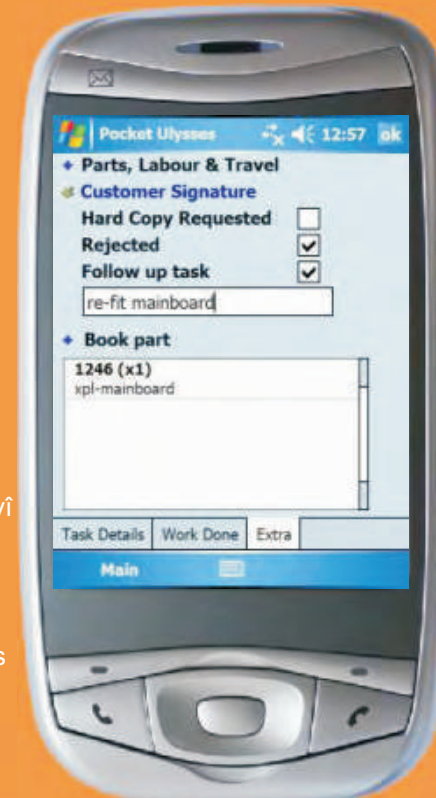 Pocket Ulysses 12:57 ok
Parts, Labour & Travel
Customer Signature
Hard Copy Requested
Rejected
Follow up task
re-fit mainboard
Book part
1246 (x1)
xpl-mainboard
Task Details Work Done Extra
Main
vî
s